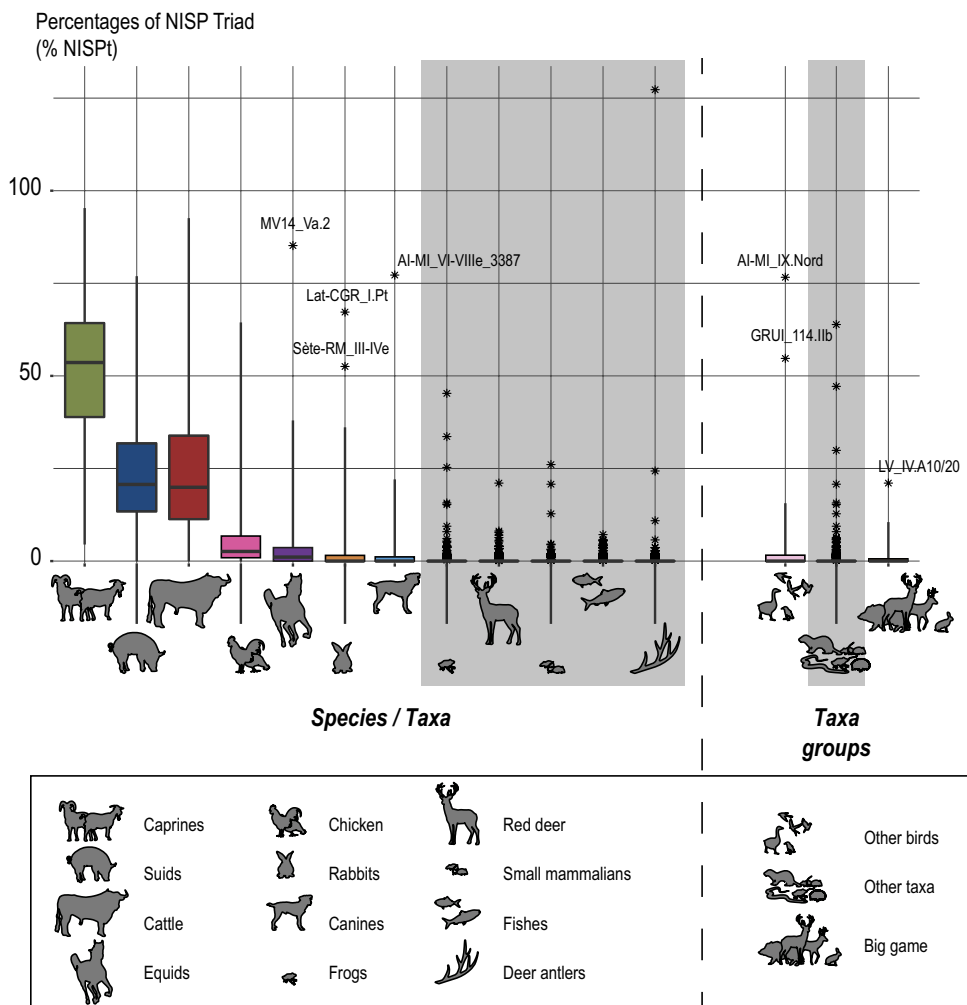 Percentages of NISP Triad
(% NISPt)
100
MV14_Va.2
AI-MI_VI-VIIIe_3387
AI-MI_IX.Nord
Lat-CGR_I.Pt
GRUI_114.IIb
Sète-RM_III-IVe
50
LV_IV.A10/20
0
Species / Taxa
Taxa
groups
Caprines
Chicken
Red deer
Other birds
Suids
Rabbits
Small mammalians
Other taxa
Cattle
Canines
Fishes
Big game
Equids
Frogs
Deer antlers